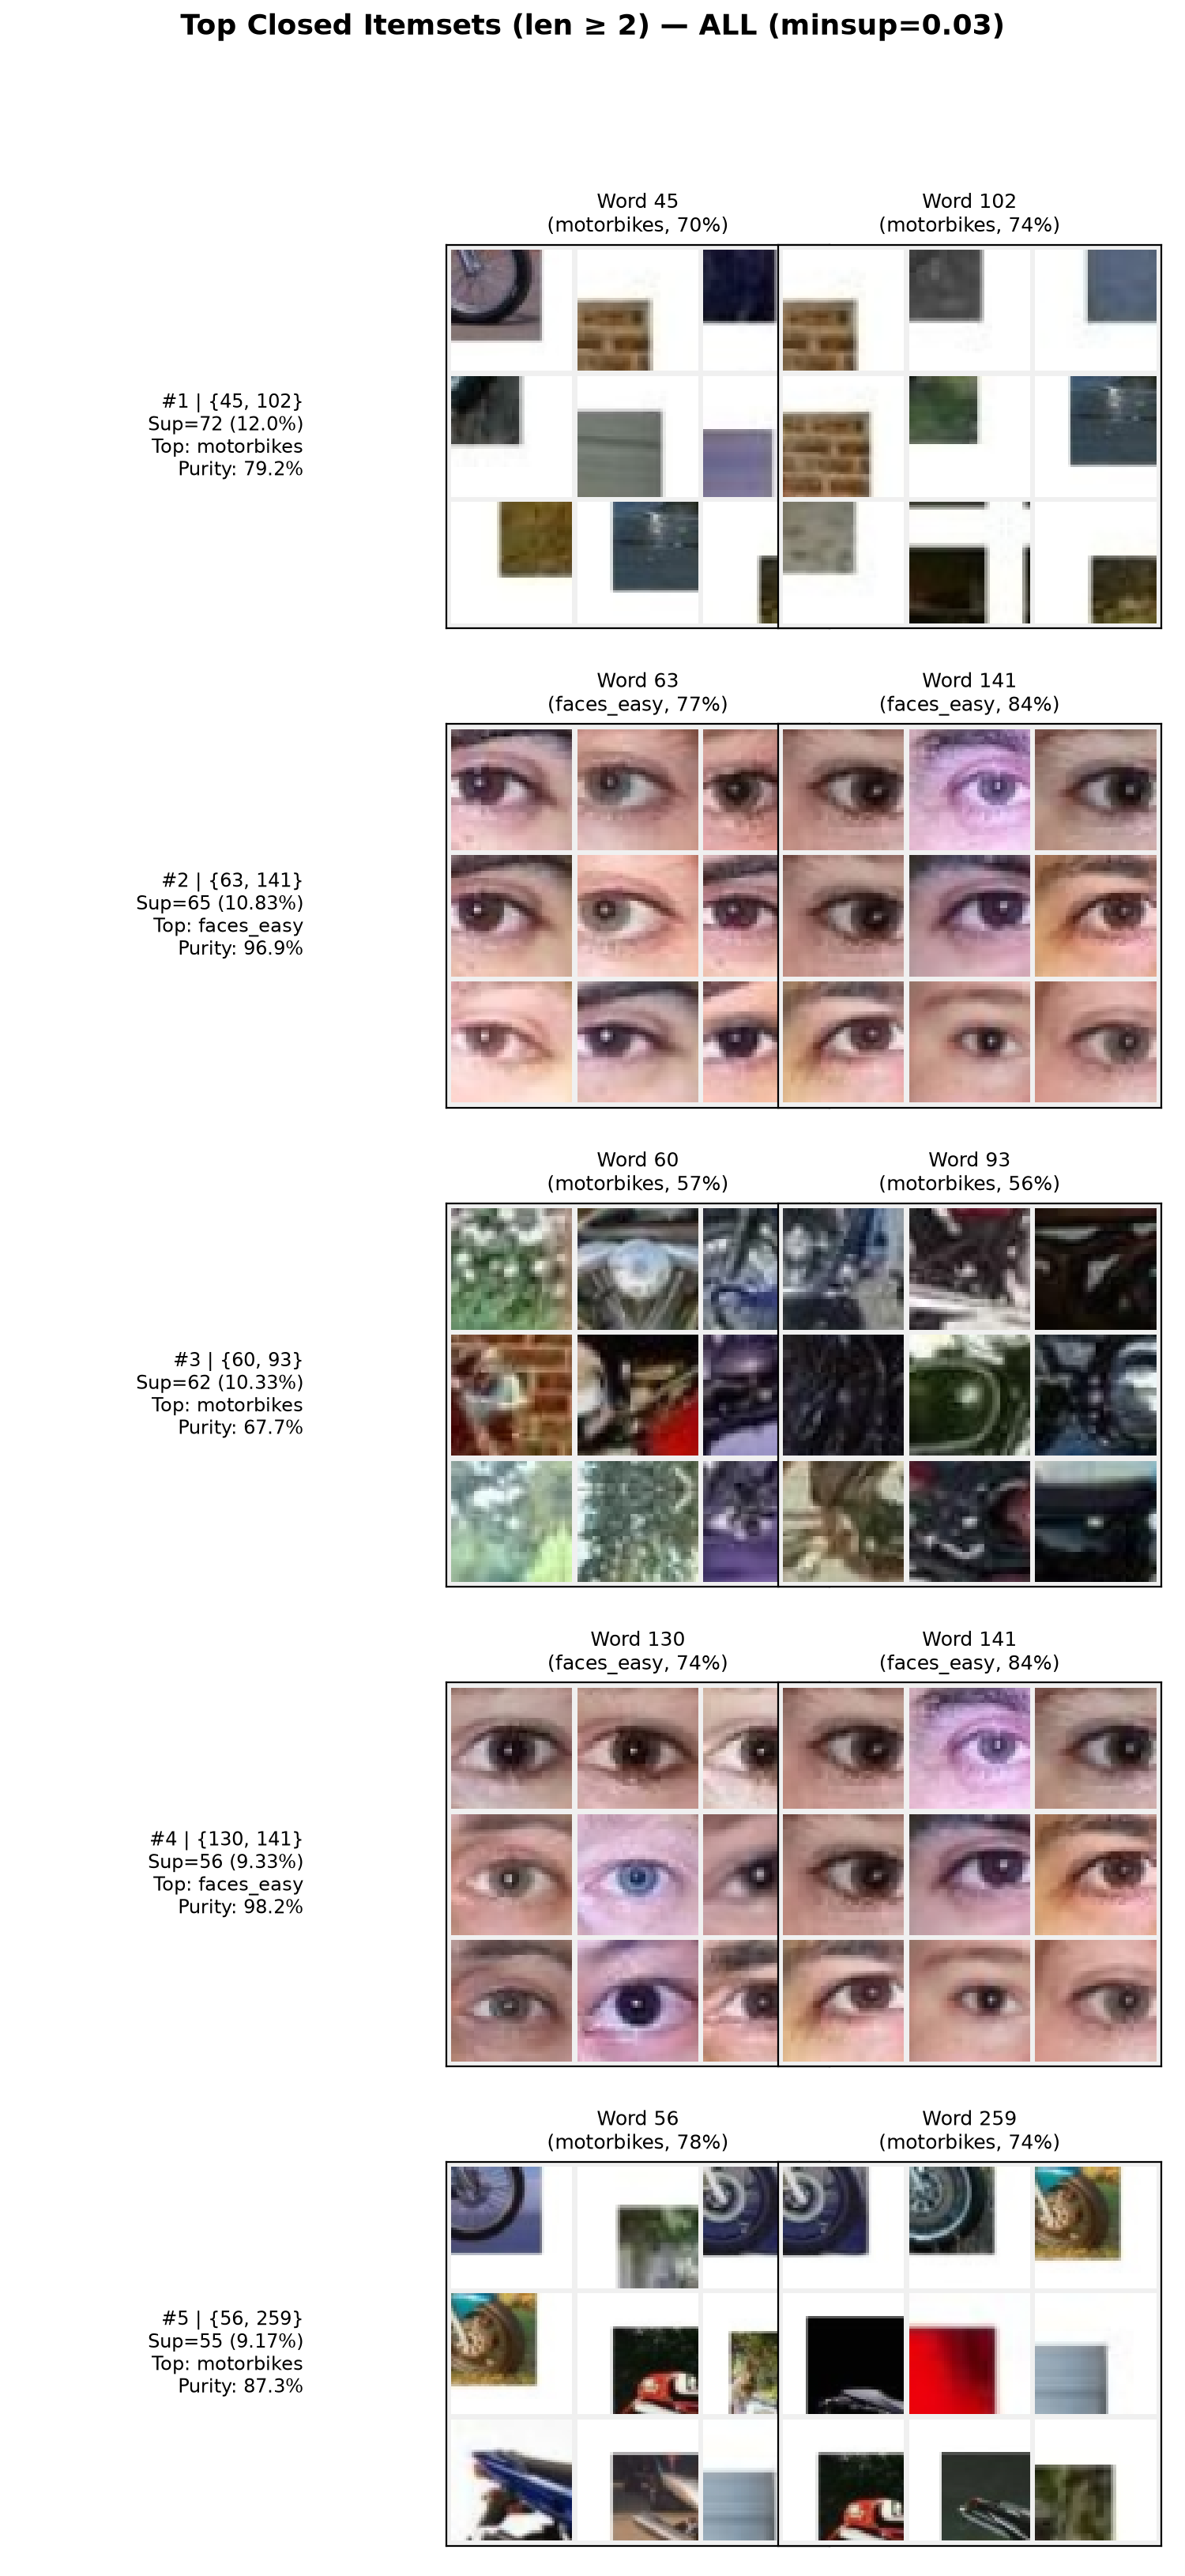 Top Closed Itemsets (len ≥ 2) — ALL (minsup=0.03)
Word 45
(motorbikes, 70%)
Word 102
(motorbikes, 74%)
#1 | {45, 102}
Sup=72 (12.0%)
Top: motorbikes
Purity: 79.2%
Word 63
(faces_easy, 77%)
Word 141
(faces_easy, 84%)
#2 | {63, 141}
Sup=65 (10.83%)
Top: faces_easy
Purity: 96.9%
Word 60
(motorbikes, 57%)
Word 93
(motorbikes, 56%)
#3 | {60, 93}
Sup=62 (10.33%)
Top: motorbikes
Purity: 67.7%
Word 130
(faces_easy, 74%)
Word 141
(faces_easy, 84%)
#4 | {130, 141}
Sup=56 (9.33%)
Top: faces_easy
Purity: 98.2%
Word 56
(motorbikes, 78%)
Word 259
(motorbikes, 74%)
#5 | {56, 259}
Sup=55 (9.17%)
Top: motorbikes
Purity: 87.3%